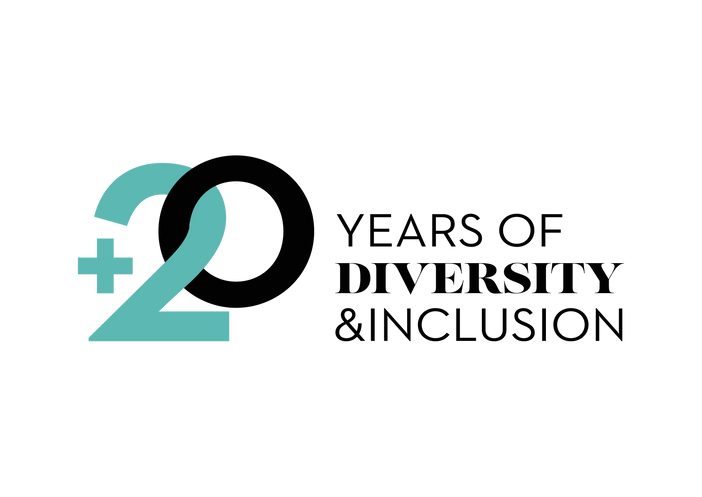 +20
YEARS OF
DIVERSITY
&INCLUSION